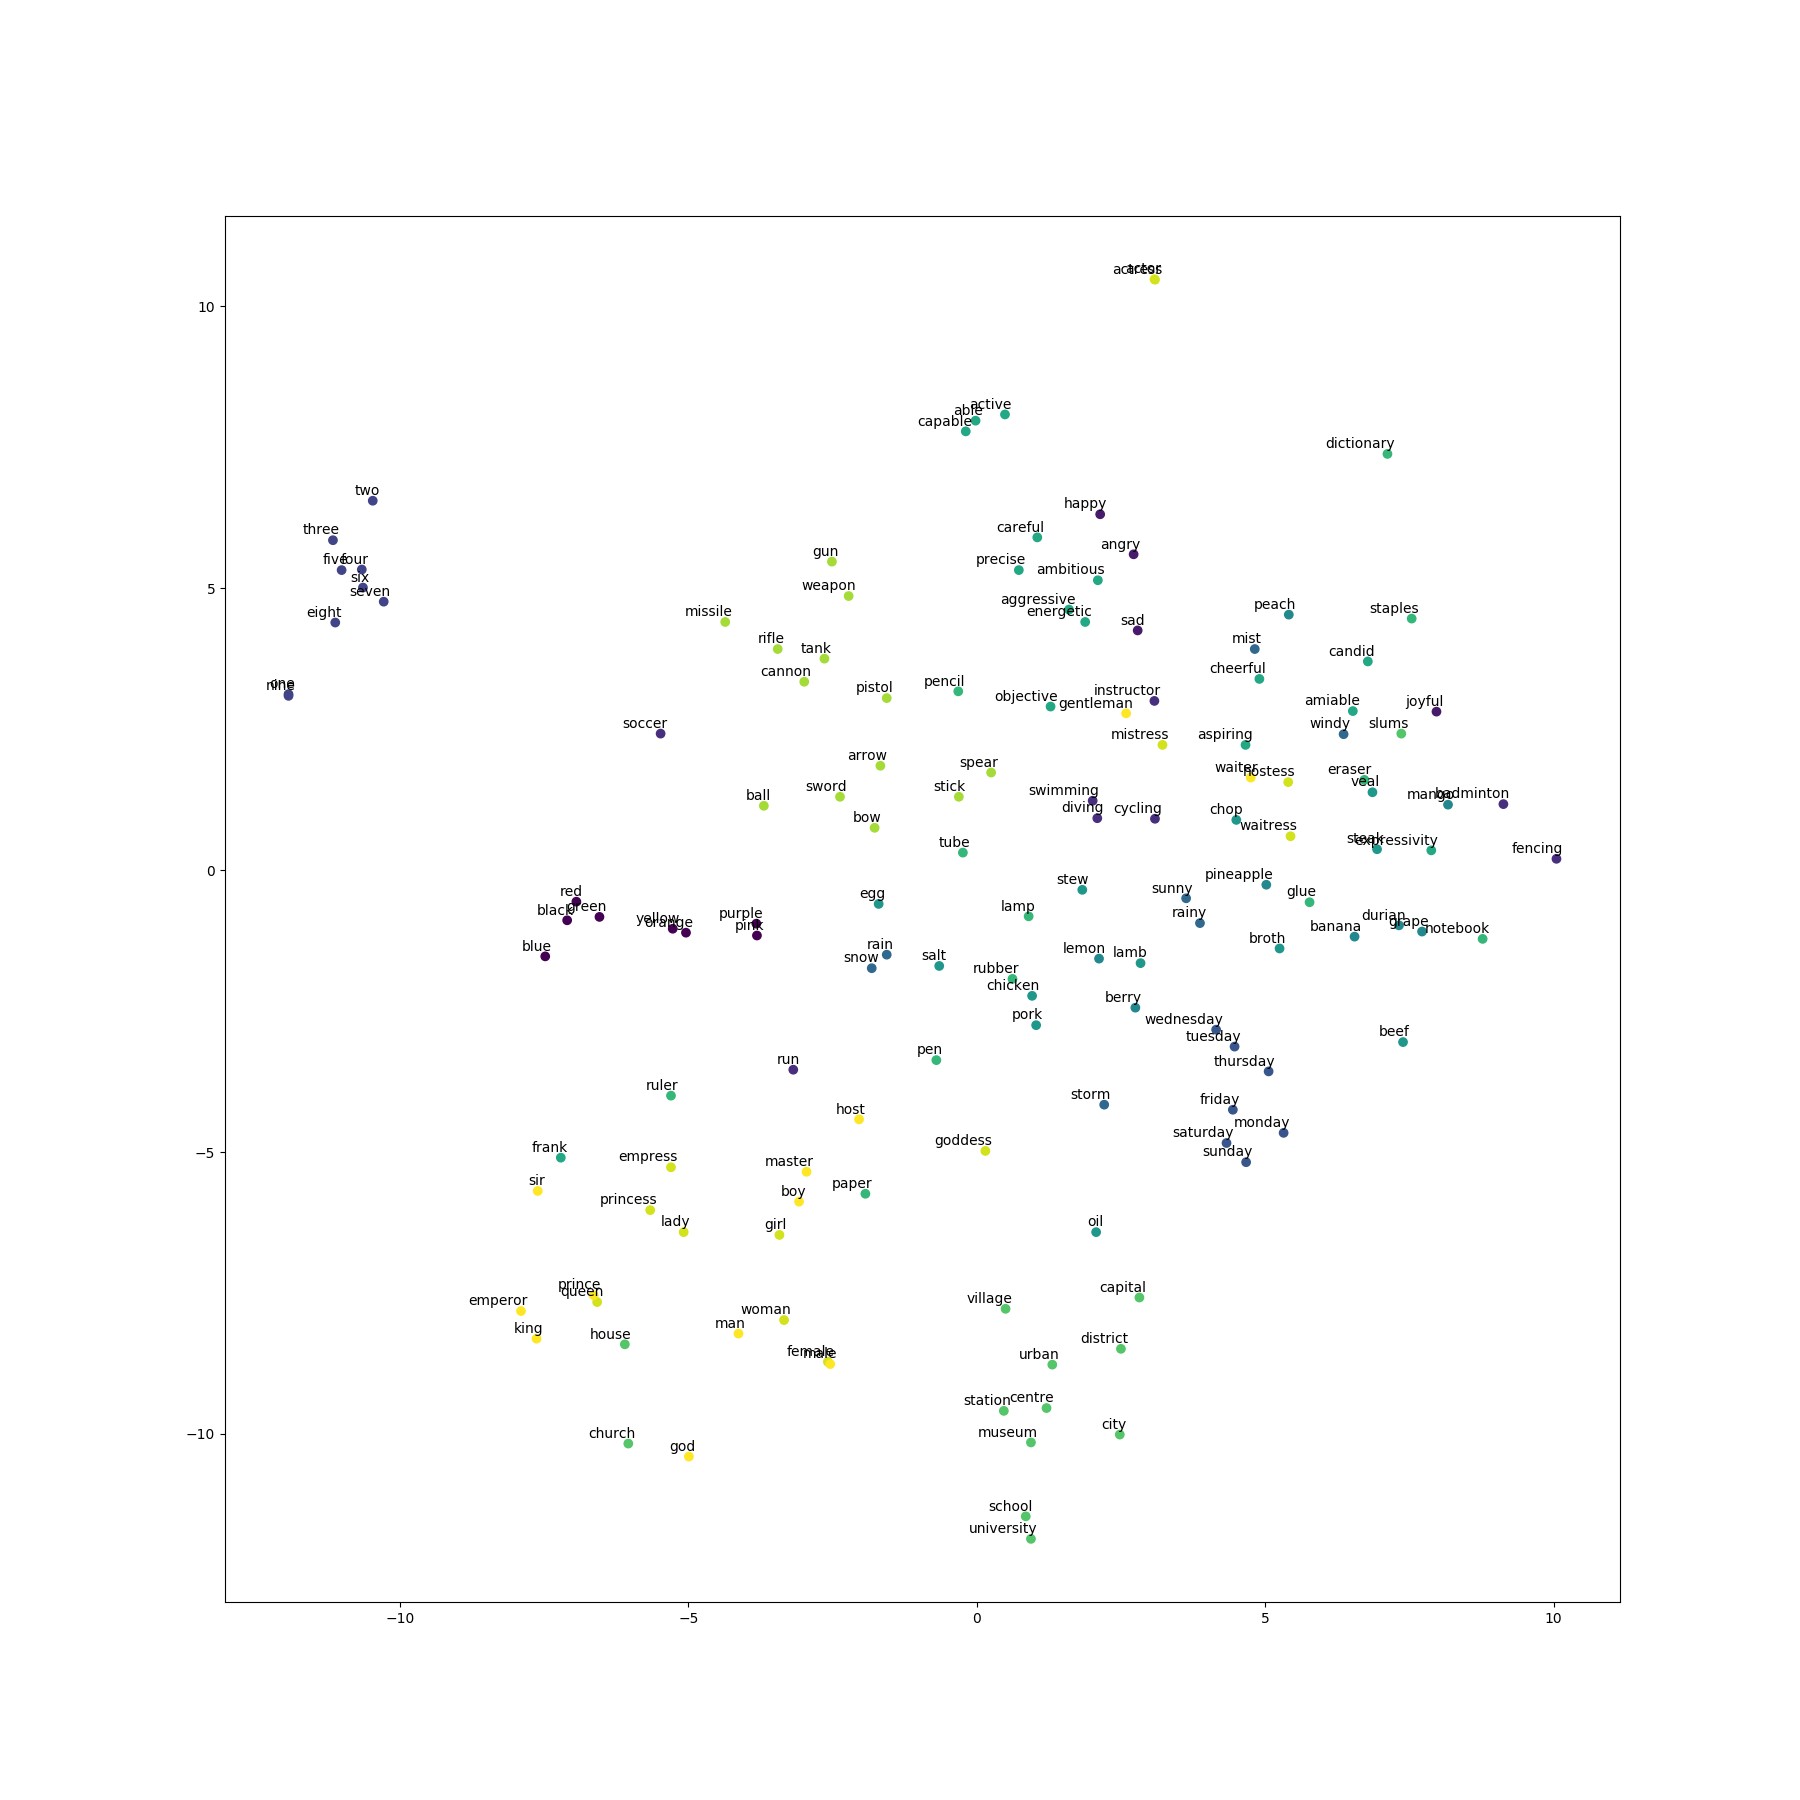 actress
actor
10
active
able
capable
dictionary
two
happy
careful
three
angry
gun
five
four
precise
ambitious
six
weapon
5
seven
aggressive
peach
staples
eight
missile
energetic
sad
rifle
mist
tank
candid
cannon
cheerful
one
nine
pistol
pencil
instructor
objective
gentleman
amiable
joyful
soccer
mistress
aspiring
windy
slums
arrow
spear
waiter
hostess
eraser
veal
ball
sword
stick
swimming
mango
badminton
diving
cycling
chop
bow
waitress
tube
steak
expressivity
fencing
0
stew
pineapple
red
egg
sunny
glue
black
green
purple
lamp
rainy
durian
yellow
orange
pink
banana
grape
notebook
blue
rain
broth
snow
salt
lemon
lamb
rubber
chicken
berry
pork
wednesday
beef
tuesday
pen
run
thursday
ruler
storm
friday
host
monday
saturday
frank
goddess
sunday
−5
empress
master
sir
boy
paper
princess
lady
girl
oil
prince
queen
capital
emperor
village
woman
king
man
house
district
female
male
urban
station
centre
church
god
museum
city
−10
school
university
−10
−5
0
5
10